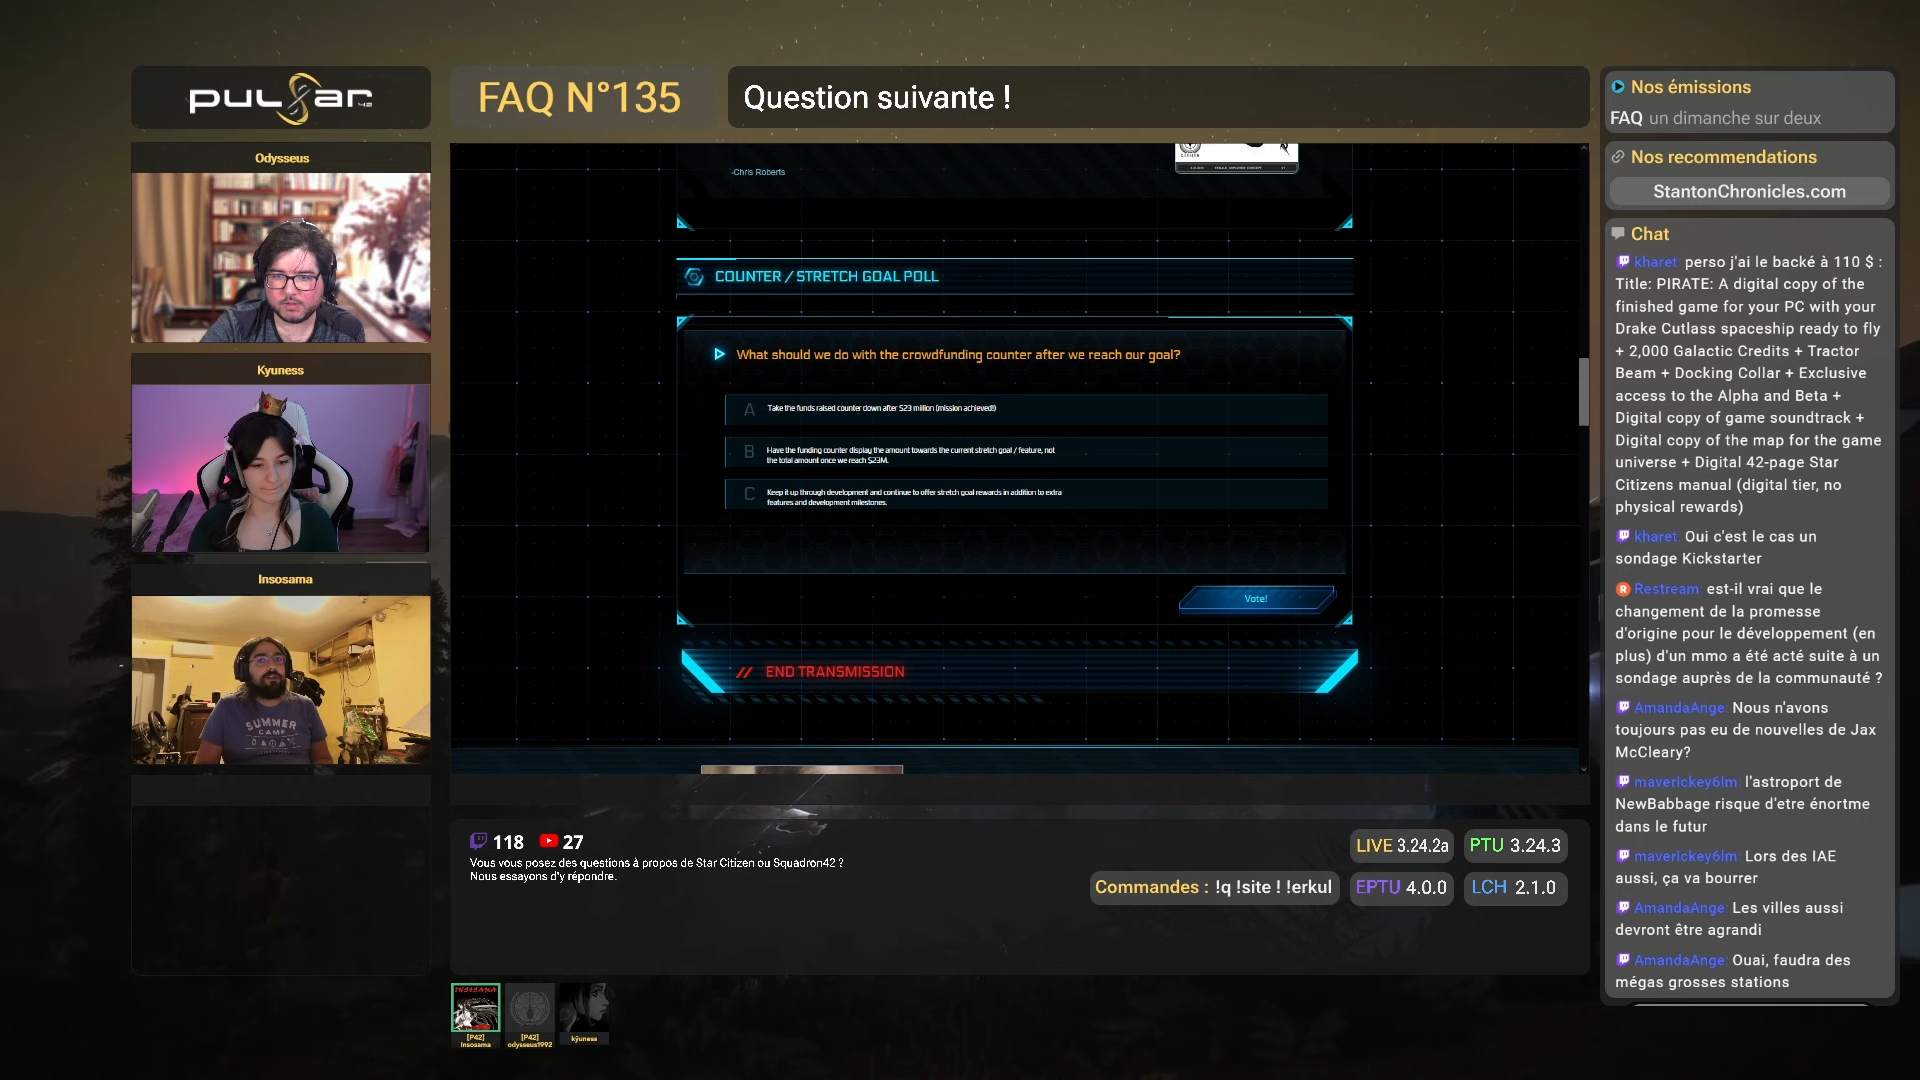 pulsar 42
FAQ N°135
Question suivante !
Odysseus
Kyuness
Insosama
SUMMER
CAMP
-Chris Roberts
COUNTER / STRETCH GOAL POLL
What should we do with the crowdfunding counter after we reach our goal?
A Take the funds raised counter down after $23 million (mission achieved!)
B Have the funding counter display the amount towards the current stretch goal / feature, not
the total amount once we reach $23M.
C Keep it up through development and continue to offer stretch goal rewards in addition to extra
features and development milestones.
Vote!
// END TRANSMISSION
118 27
Vous vous posez des questions à propos de Star Citizen ou Squadron42 ?
Nous essayons d'y répondre.
LIVE 3.24.2a
PTU 3.24.3
Commandes : !q !site ! !erkul
EPTU 4.0.0
LCH 2.1.0
INSOSAMA
[P42]
Insosama
[P42]
odysseus1992
kÿuness
Nos émissions
FAQ un dimanche sur deux
Nos recommendations
StantonChronicles.com
Chat
kharet: perso j'ai le backé à 110 $ :
Title: PIRATE: A digital copy of the
finished game for your PC with your
Drake Cutlass spaceship ready to fly
+ 2,000 Galactic Credits + Tractor
Beam + Docking Collar + Exclusive
access to the Alpha and Beta +
Digital copy of game soundtrack +
Digital copy of the map for the game
universe + Digital 42-page Star
Citizens manual (digital tier, no
physical rewards)
kharet: Oui c'est le cas un
sondage Kickstarter
Restream: est-il vrai que le
changement de la promesse
d'origine pour le développement (en
plus) d'un mmo a été acté suite à un
sondage auprès de la communauté ?
AmandaAnge: Nous n'avons
toujours pas eu de nouvelles de Jax
McCleary?
maverickey6lm: l'astroport de
NewBabbage risque d'etre énortme
dans le futur
maverickey6lm: Lors des IAE
aussi, ça va bourrer
AmandaAnge: Les villes aussi
devront être agrandi
AmandaAnge: Ouai, faudra des
mégas grosses stations